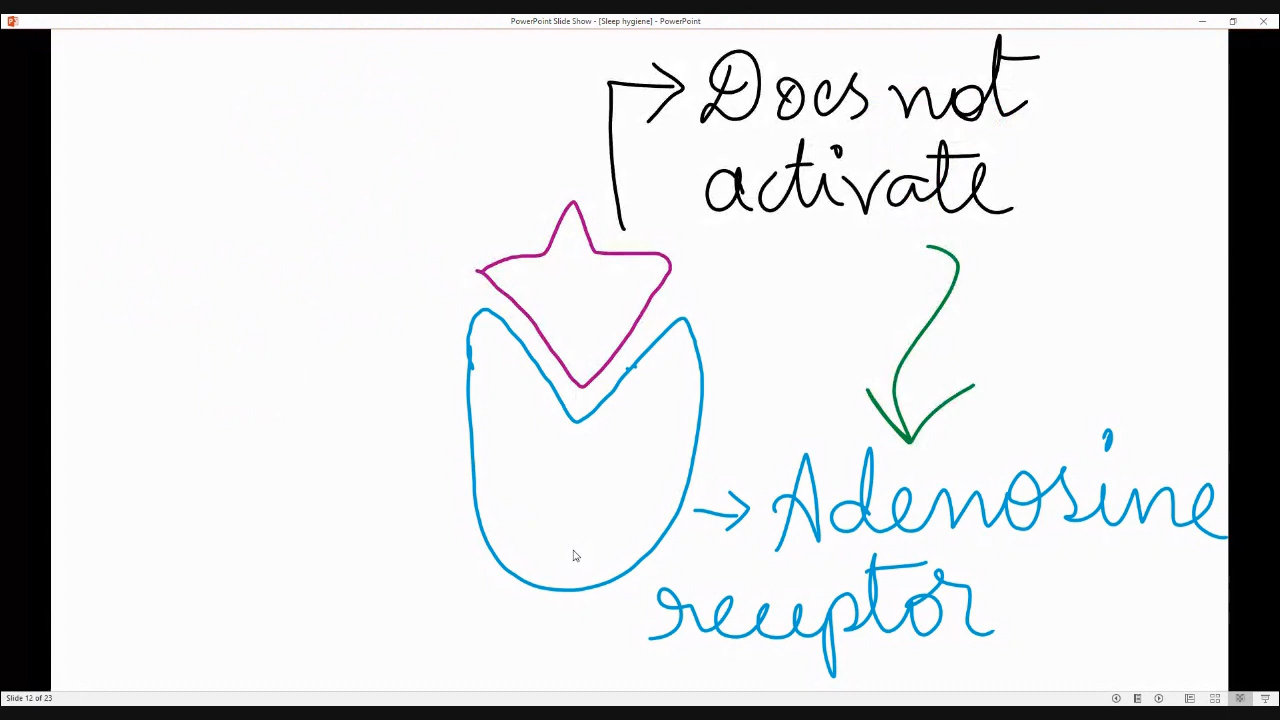 PowerPoint Slide Show - [Sleep hygiene] - PowerPoint
Does not
activate
Adenosine
receptor
Slide 12 of 23